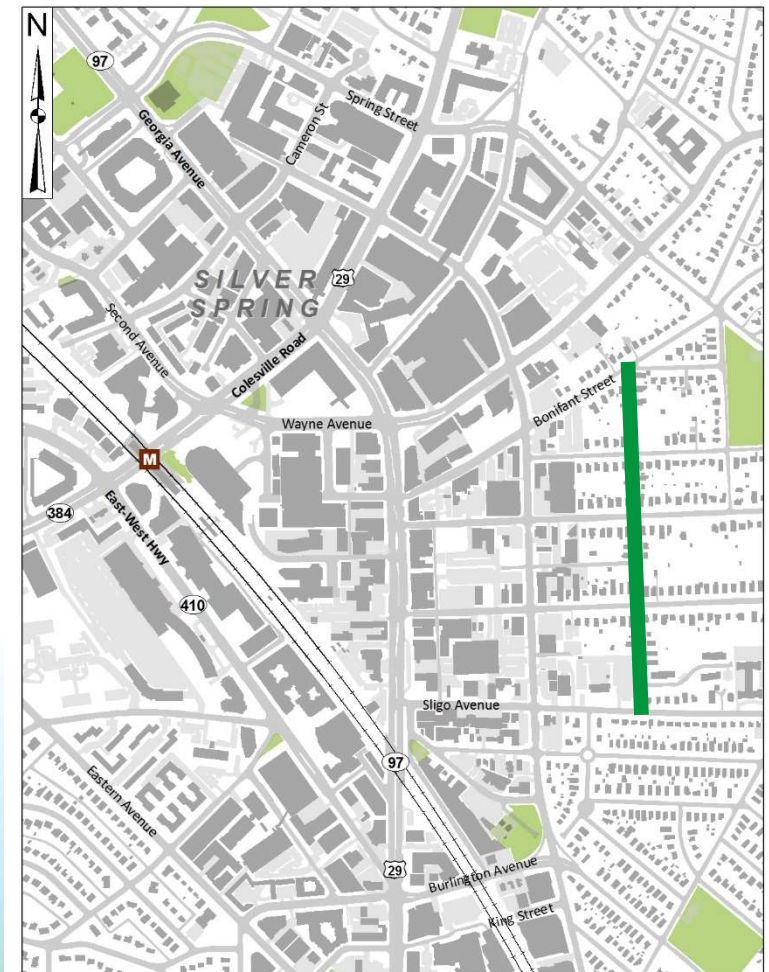 N
97
Georgia Avenue
Cameron St
Spring Street
SILVER
SPRING
29
Second Avenue
Colesville Road
Bonifant Street
Wayne Avenue
M
384
East-West Hwy
410
Sligo Avenue
97
Eastern Avenue
29
Burlington Avenue
King Street